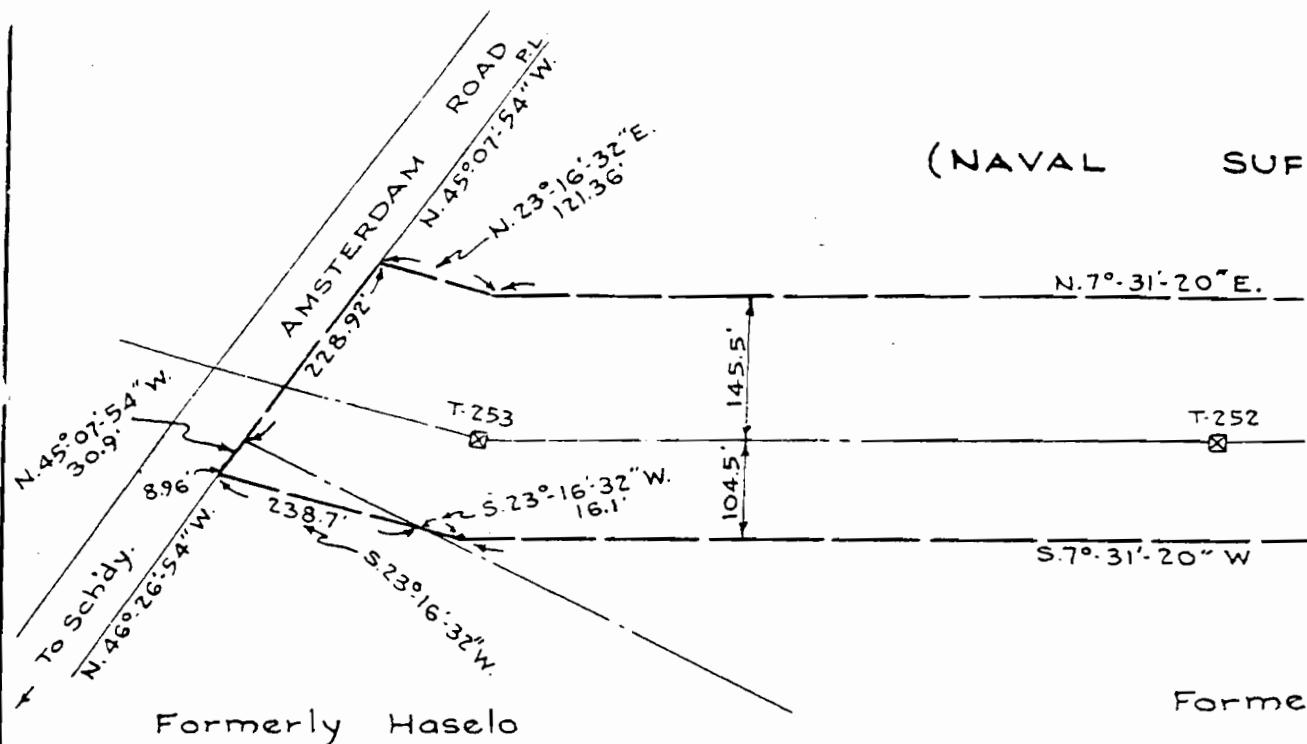 AMSTERDAM ROAD
P.L.
N.45°-07'-54" W.
N.23°-16'-32" E.
121.36'
(NAVAL SUF
N.7°-31'-20" E.
228.92'
145.5'
N.45°-07'-54" W.
30.9'
T-253
T-252
8.96'
238.7'
S.23°-16'-32" W.
16.1'
104.5'
S.7°-31'-20" W
S.23°-16'-32" W.
To Sch'dy.
N.46°-26'-54" W.
Formerly Haselo
Forme